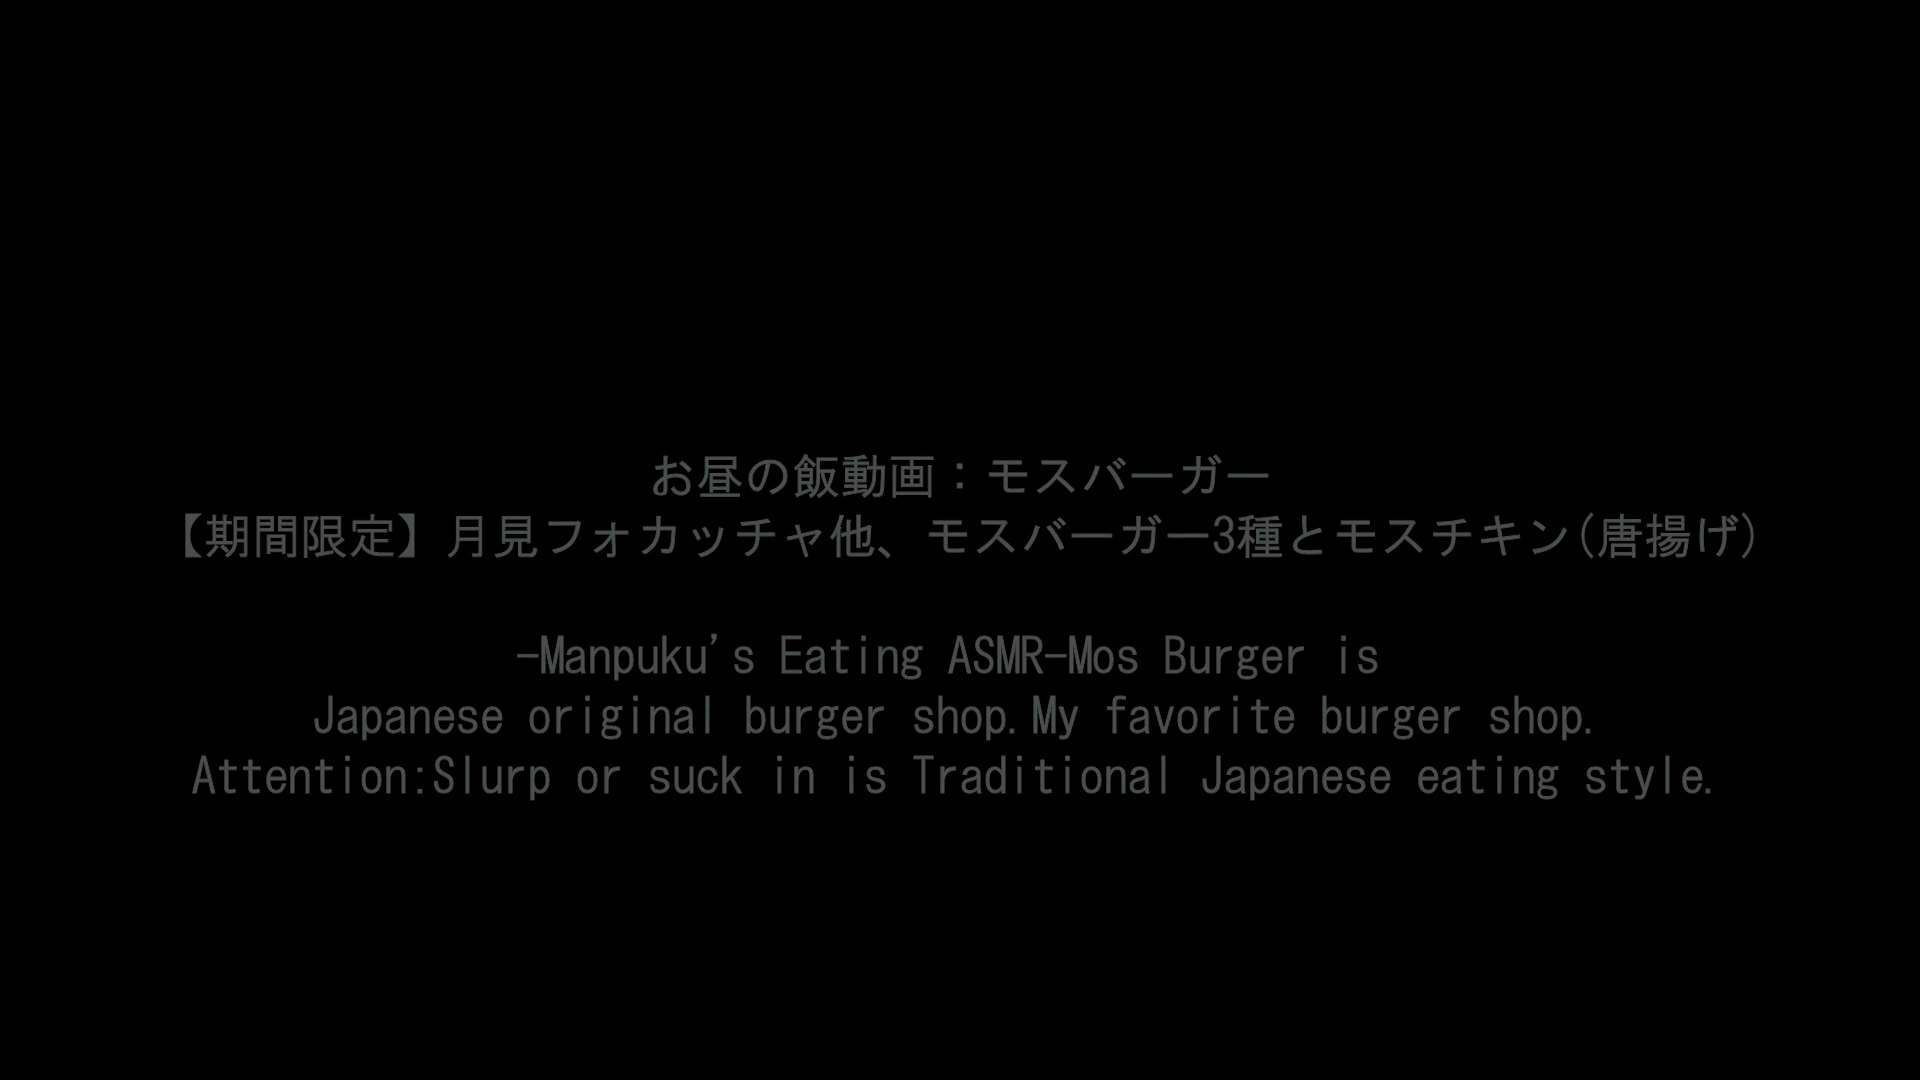 お昼の飯動画：モスバーガー
【期間限定】月見フォカッチャ他、モスバーガー3種とモスチキン(唐揚げ)
-Manpuku's Eating ASMR-Mos Burger is
Japanese original burger shop.My favorite burger shop.
Attention:Slurp or suck in is Traditional Japanese eating style.